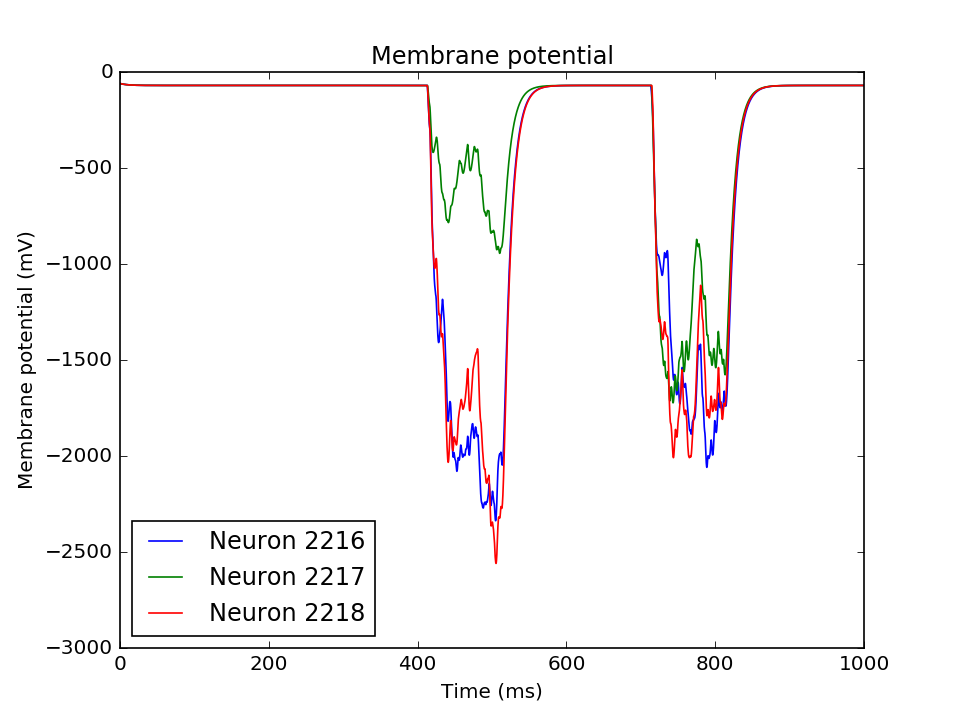 Membrane potential
0
−500
−1000
−1500
−2000
−2500
−3000
Membrane potential (mV)
Neuron 2216
Neuron 2217
Neuron 2218
0 200 400 600 800 1000
Time (ms)